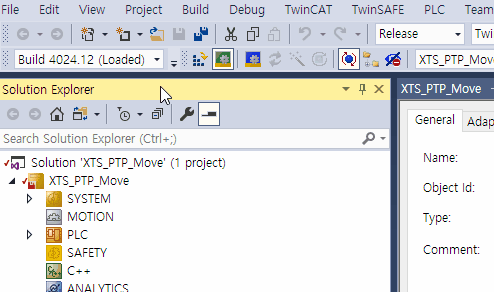 File Edit View Project Build Debug TwinCAT TwinSAFE PLC Team
Release Twin
Build 4024.12 (Loaded) XTS_PTP_Move
Solution Explorer
Search Solution Explorer (Ctrl+;)
Solution 'XTS_PTP_Move' (1 project)
XTS_PTP_Move
SYSTEM
MOTION
PLC
SAFETY
C++
ANALYTICS
XTS_PTP_Move
General Adap
Name:
Object Id:
Type:
Comment: